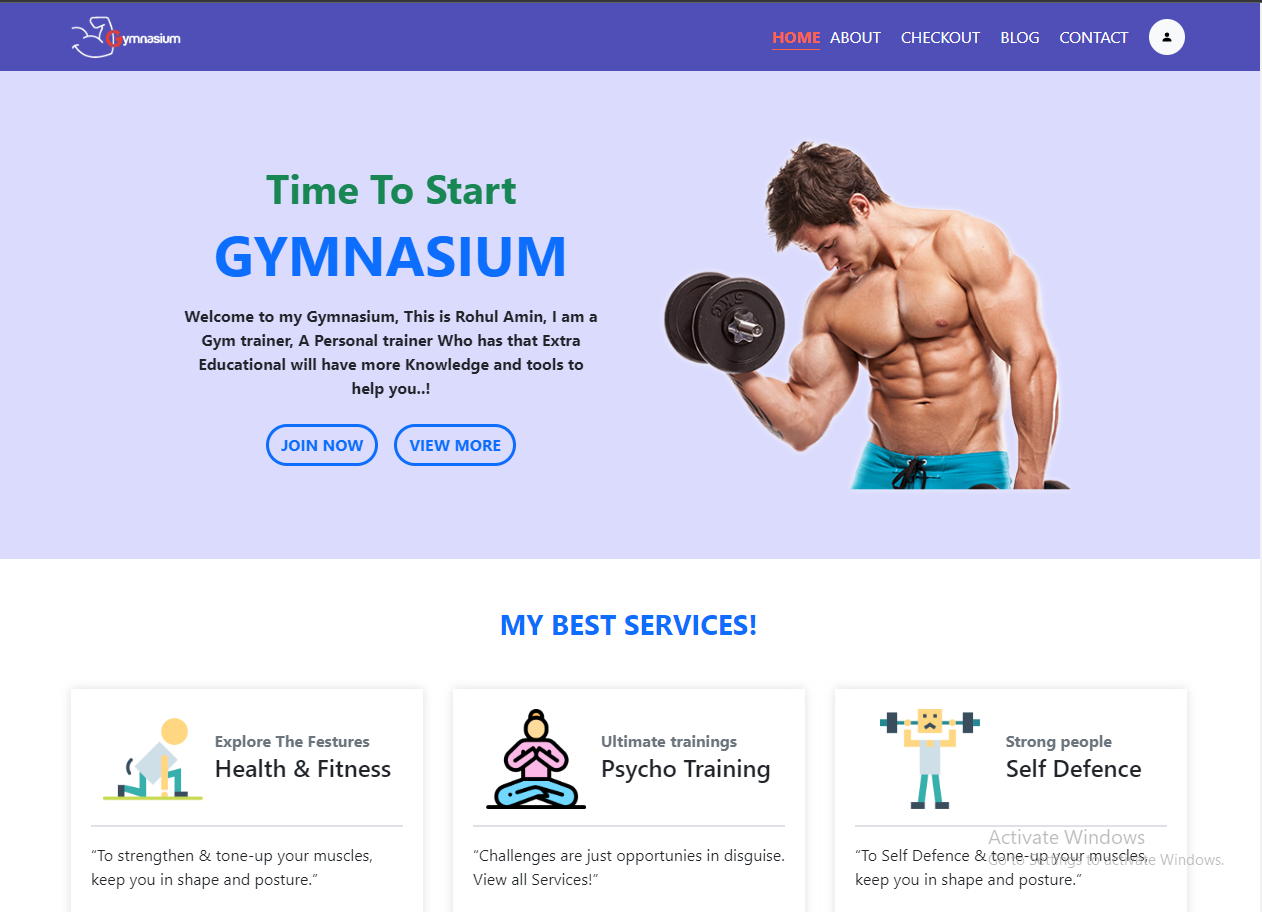 Gymnasium
HOME ABOUT CHECKOUT BLOG CONTACT
Time To Start
GYMNASIUM
Welcome to my Gymnasium, This is Rohul Amin, I am a
Gym trainer, A Personal trainer Who has that Extra
Educational will have more Knowledge and tools to
help you..!
JOIN NOW VIEW MORE
5KG
MY BEST SERVICES!
Explore The Festures
Health & Fitness
“To strengthen & tone-up your muscles,
keep you in shape and posture.”
Ultimate trainings
Psycho Training
“Challenges are just opportunies in disguise.
View all Services!”
Strong people
Self Defence
“To Self Defence & tone-up your muscles,
keep you in shape and posture.”
Activate Windows
Go to Settings to activate Windows.